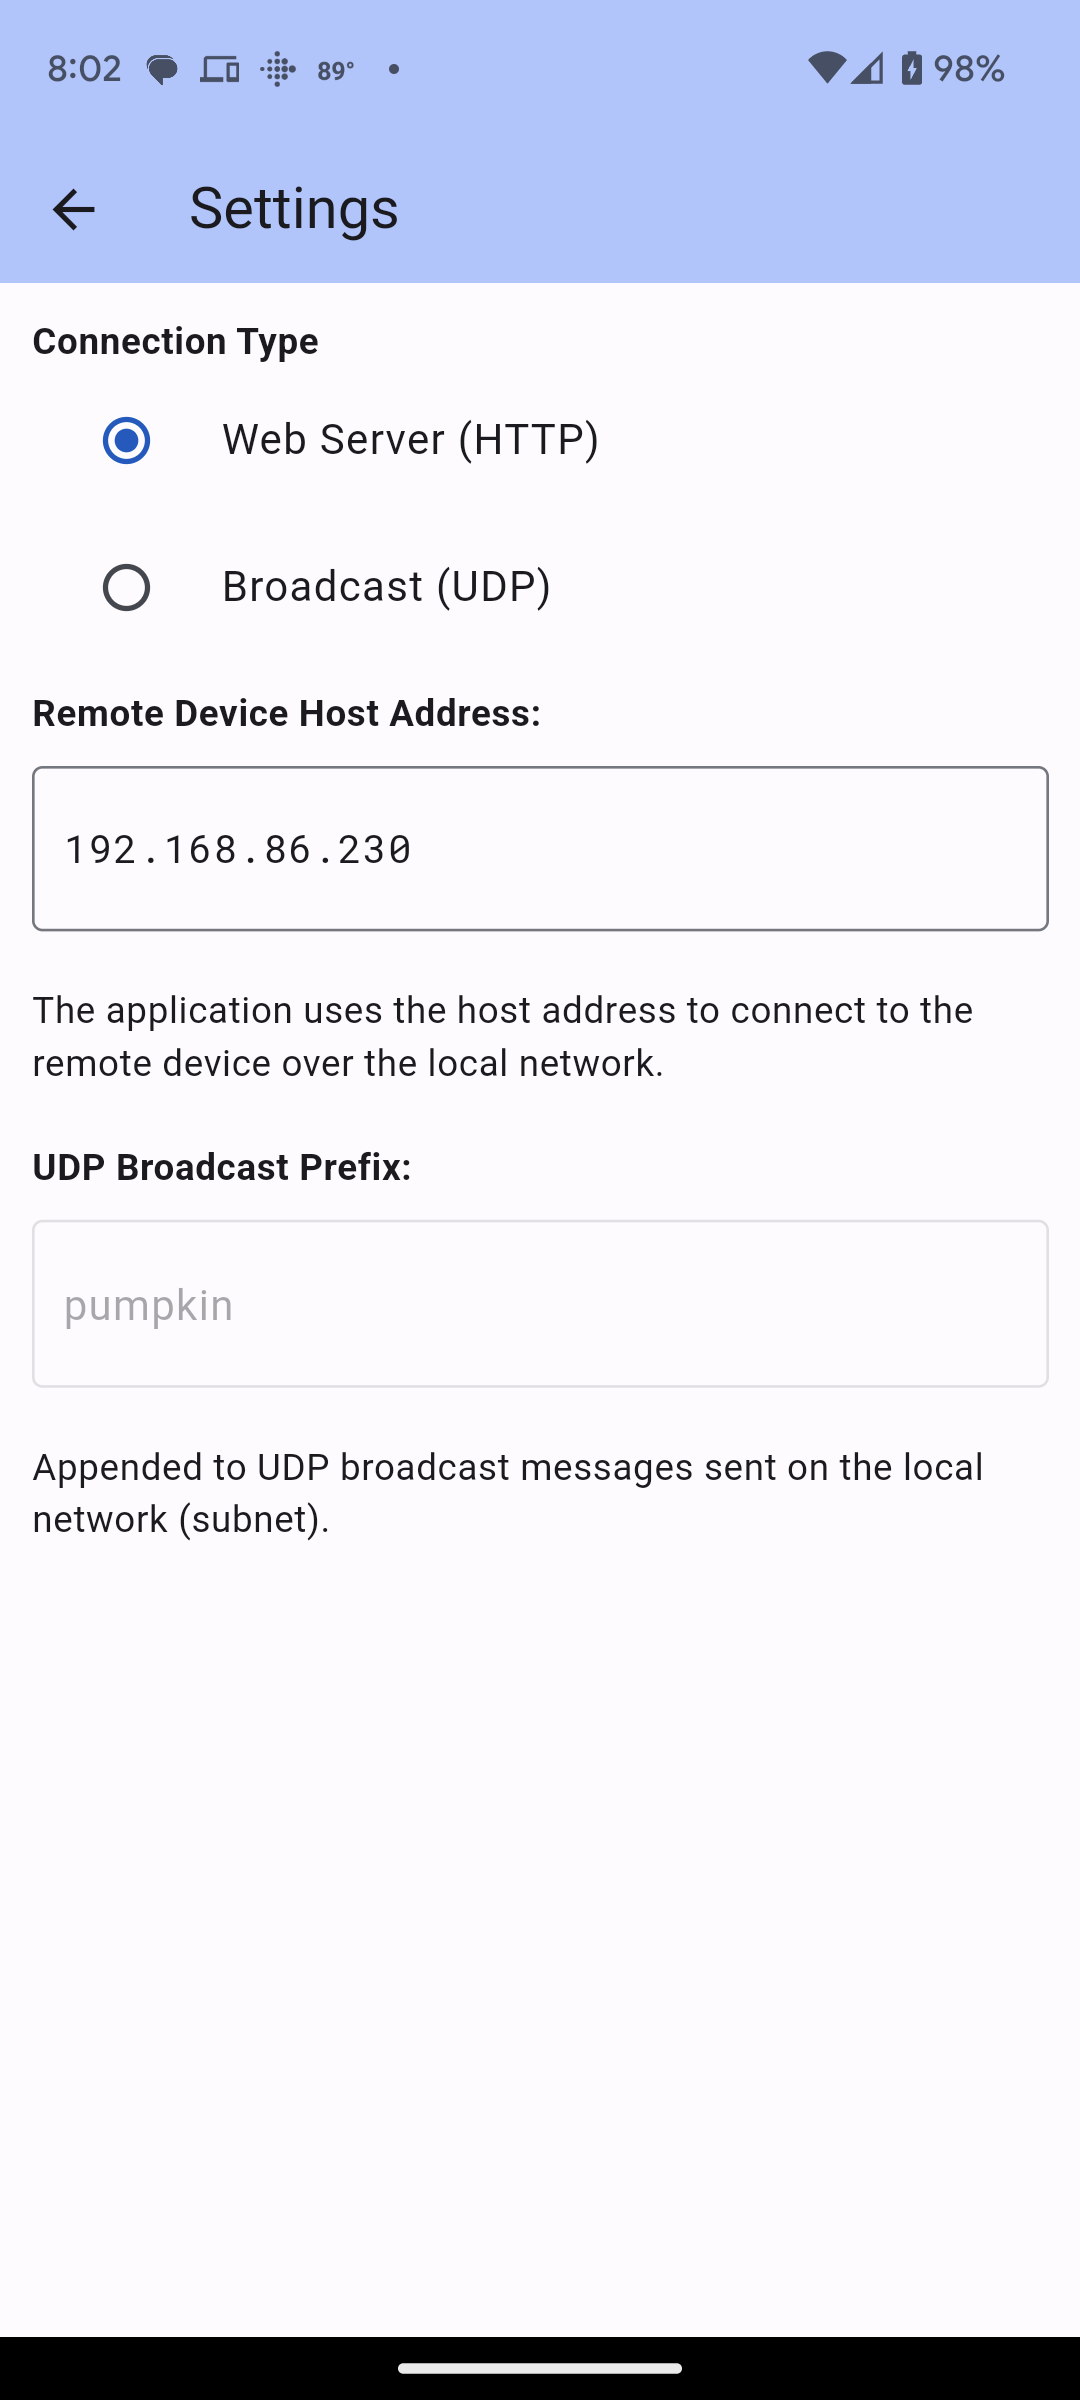 8:02 89° 98%
Settings
Connection Type
Web Server (HTTP)
Broadcast (UDP)
Remote Device Host Address:
192.168.86.230
The application uses the host address to connect to the
remote device over the local network.
UDP Broadcast Prefix:
pumpkin
Appended to UDP broadcast messages sent on the local
network (subnet).